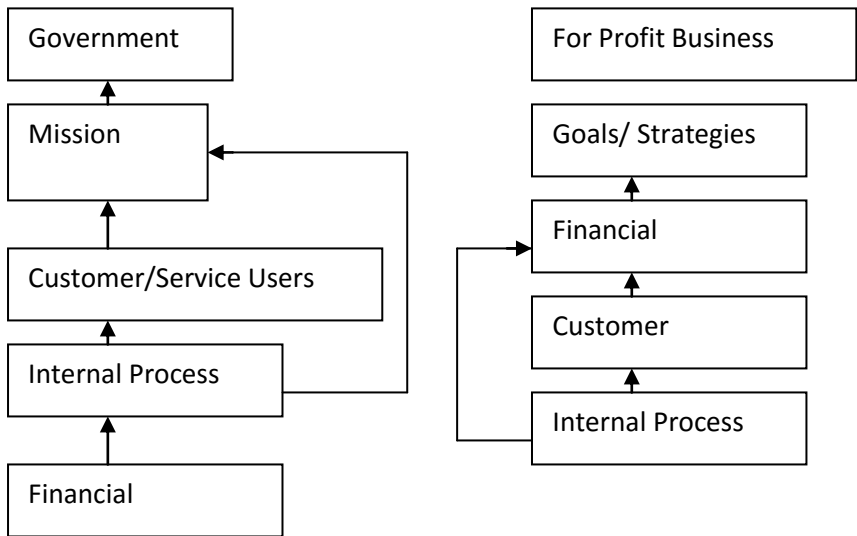 Government
Mission
Customer/Service Users
Internal Process
Financial
For Profit Business
Goals/ Strategies
Financial
Customer
Internal Process